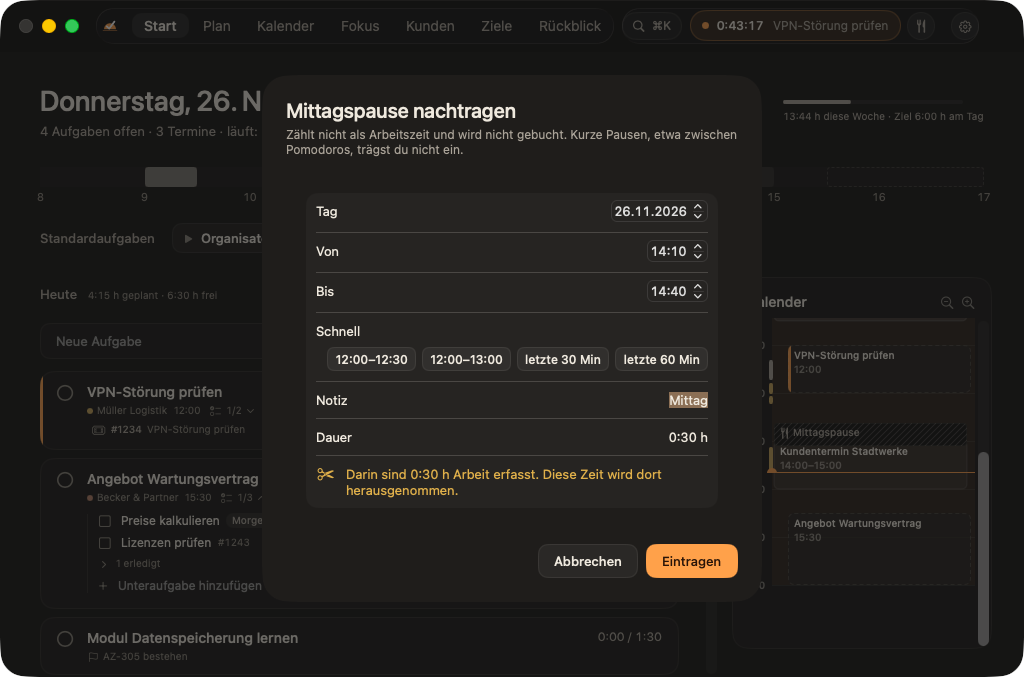 Start Plan Kalender Fokus Kunden Ziele Rückblick ⌘K 0:43:17 VPN-Störung prüfen
Donnerstag, 26. N
4 Aufgaben offen · 3 Termine · läuft:
13:44 h diese Woche · Ziel 6:00 h am Tag
8 9 10 15 16 17
Standardaufgaben
Organisat
Heute 4:15 h geplant · 6:30 h frei
Neue Aufgabe
VPN-Störung prüfen
Müller Logistik 12:00 1/2
#1234 VPN-Störung prüfen
Angebot Wartungsvertrag
Becker & Partner 15:30 1/3
Preise kalkulieren Morge
Lizenzen prüfen #1243
1 erledigt
+ Unteraufgabe hinzufügen
Modul Datenspeicherung lernen 0:00 / 1:30
AZ-305 bestehen
Mittagspause nachtragen
Zählt nicht als Arbeitszeit und wird nicht gebucht. Kurze Pausen, etwa zwischen
Pomodoros, trägst du nicht ein.
Tag 26.11.2026
Von 14:10
Bis 14:40
Schnell
12:00–12:30 12:00–13:00 letzte 30 Min letzte 60 Min
Notiz Mittag
Dauer 0:30 h
Darin sind 0:30 h Arbeit erfasst. Diese Zeit wird dort
herausgenommen.
Abbrechen Eintragen
alender
VPN-Störung prüfen
12:00
Mittagspause
Kundentermin Stadtwerke
14:00–15:00
Angebot Wartungsvertrag
15:30